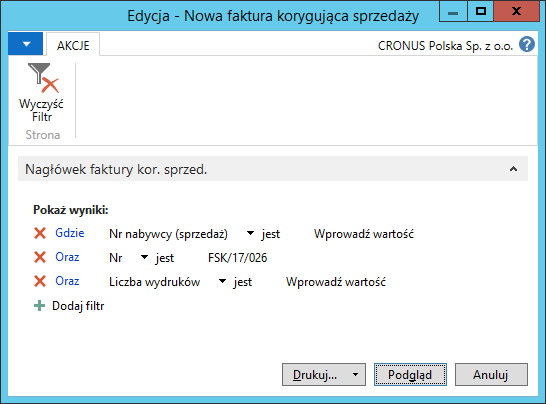 Edycja - Nowa faktura korygująca sprzedaży
AKCJE
CRONUS Polska Sp. z o.o.
Wyczyść
Filtr
Strona
Nagłówek faktury kor. sprzed.
Pokaż wyniki:
Gdzie Nr nabywcy (sprzedaż) jest Wprowadź wartość
Oraz Nr jest FSK/17/026
Oraz Liczba wydruków jest Wprowadź wartość
Dodaj filtr
Drukuj... Podgląd Anuluj